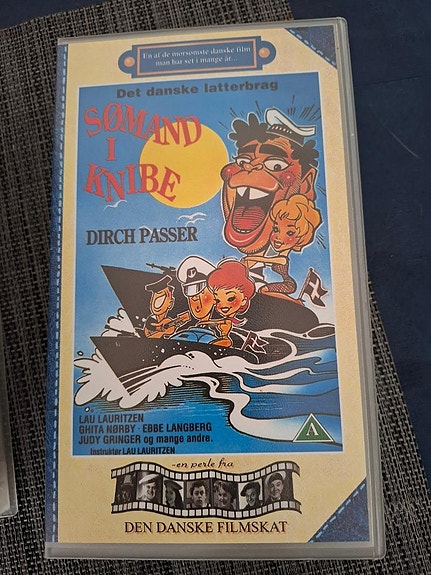 En af de morsomste danske film
man har set i mange år...
Det danske latterbrag
SØMAND
I
KNIBE
DIRCH PASSER
LAU LAURITZEN
GHITA NØRBY · EBBE LANGBERG
JUDY GRINGER og mange andre.
Instruktør LAU LAURITZEN
A
-en perle fra
DEN DANSKE FILMSKAT